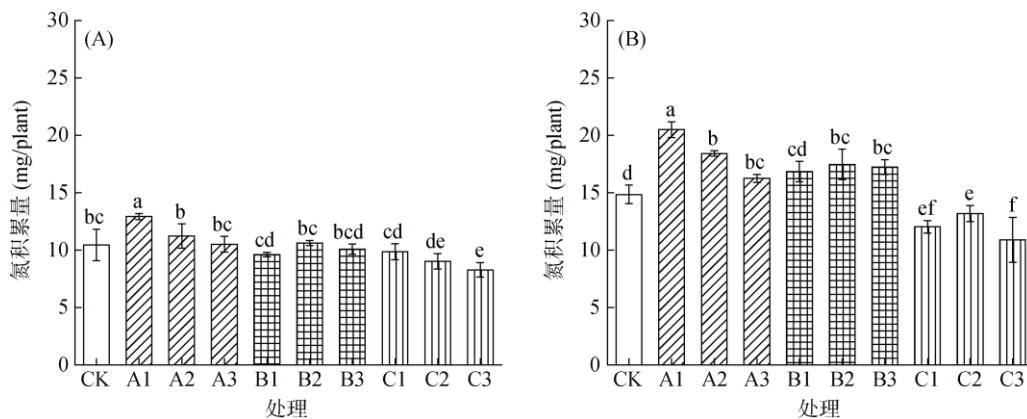 30
(A)
25
20
15
10
5
0
氮积累量 (mg/plant)
bc
a
b
bc
cd
bc
bcd
cd
de
e
CK A1 A2 A3 B1 B2 B3 C1 C2 C3
处理
30
(B)
25
20
15
10
5
0
氮积累量 (mg/plant)
d
a
b
bc
cd
bc
bc
ef
e
f
CK A1 A2 A3 B1 B2 B3 C1 C2 C3
处理